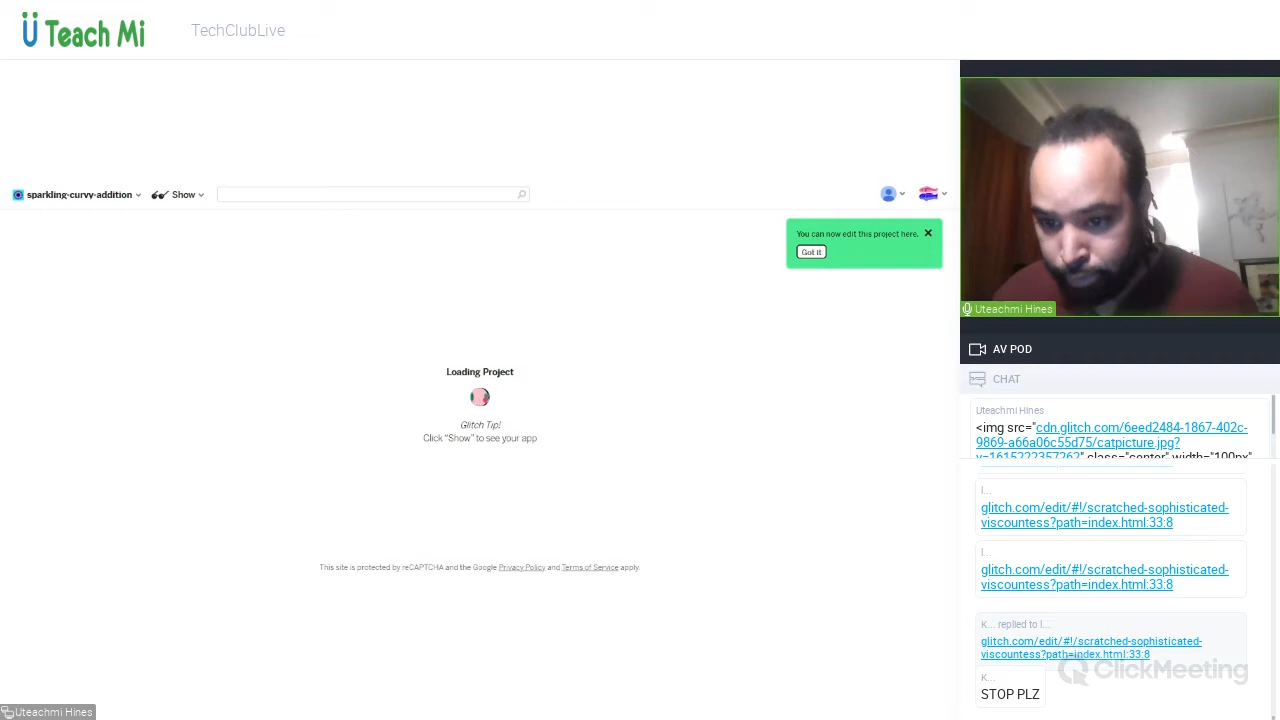 Ü Teach Mi
TechClubLive
sparkling-curvy-addition
Show
You can now edit this project here.
Got it
Loading Project
Glitch Tip!
Click “Show” to see your app
This site is protected by reCAPTCHA and the Google Privacy Policy and Terms of Service apply.
Uteachmi Hines
Uteachmi Hines
AV POD
CHAT
Uteachmi Hines
<img src="cdn.glitch.com/6eed2484-1867-402c-
9869-a66a06c55d75/catpicture.jpg?
v=1615222357262" class="center" width="100px"
I...
glitch.com/edit/#!/scratched-sophisticated-
viscountess?path=index.html:33:8
I...
glitch.com/edit/#!/scratched-sophisticated-
viscountess?path=index.html:33:8
K... replied to I...
glitch.com/edit/#!/scratched-sophisticated-
viscountess?path=index.html:33:8
ClickMeeting
K...
STOP PLZ